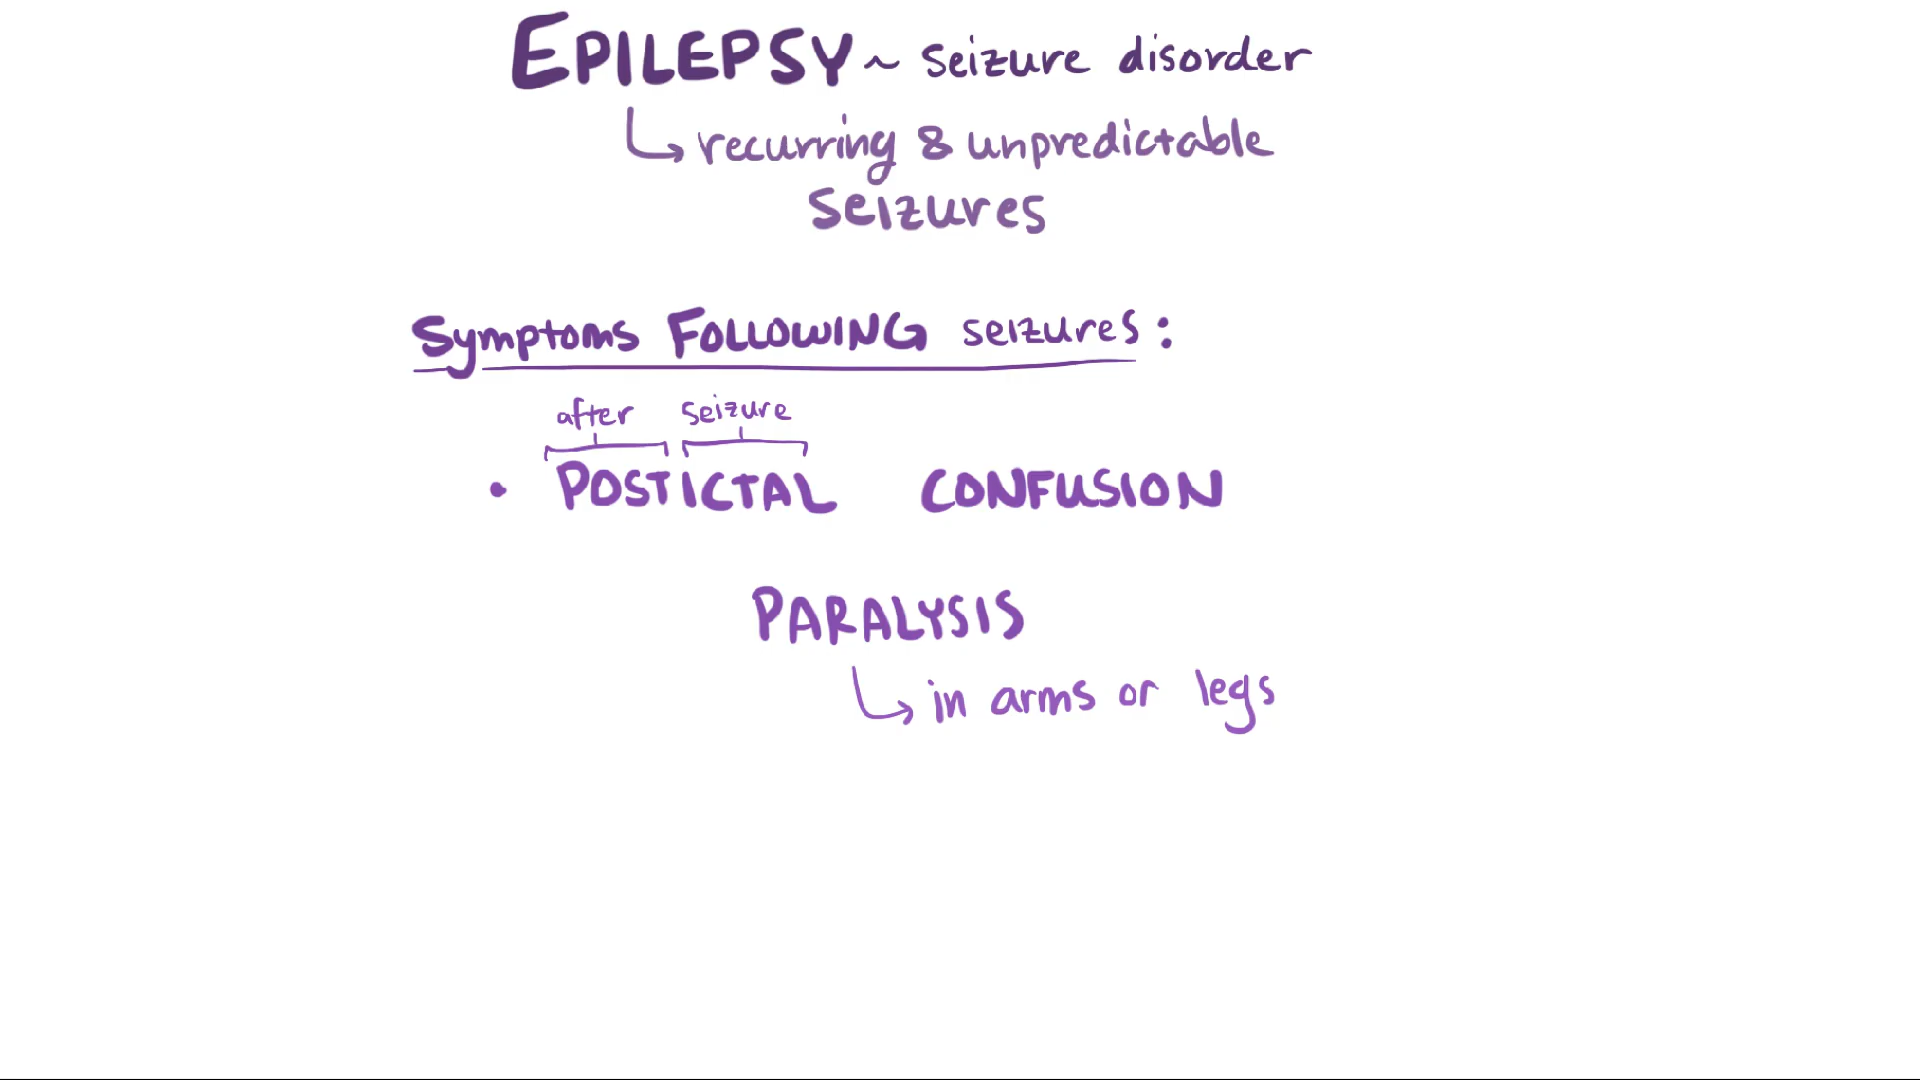 EPILEPSY ~ seizure disorder
↳ recurring & unpredictable
seizures
Symptoms FOLLOWING seizures:
after seizure
• POSTICTAL CONFUSION
PARALYSIS
↳ in arms or legs